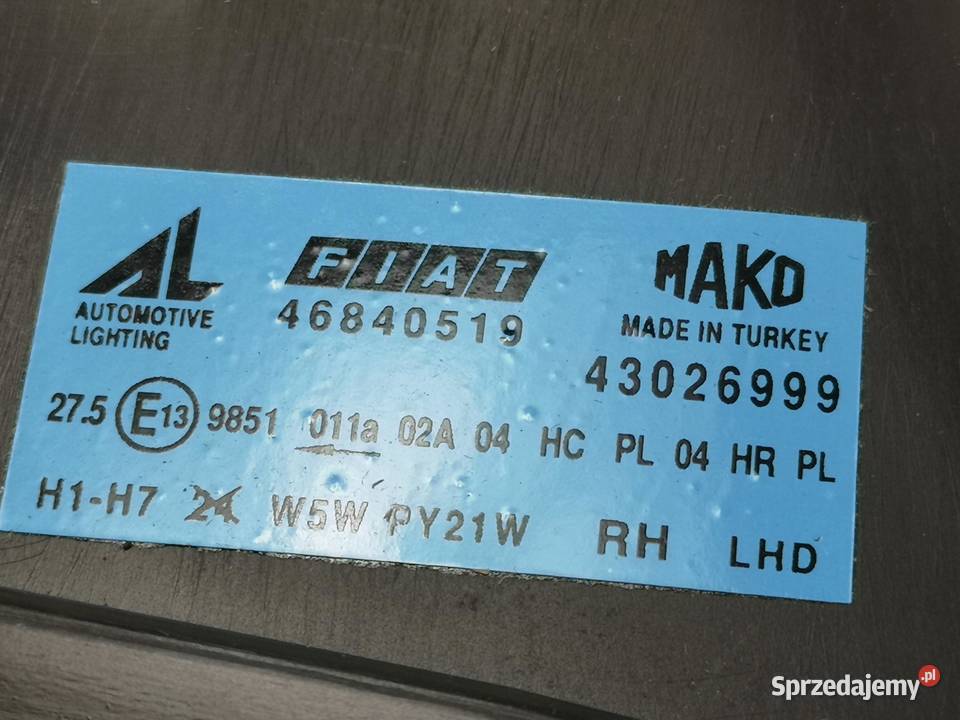 AL FIAT MAKO
AUTOMOTIVE LIGHTING
46840519
MADE IN TURKEY
43026999
27.5 E13 9851 011a 02A 04 HC PL 04 HR PL
H1-H7 24 W5W PY21W RH LHD
Sprzedajemy.pl